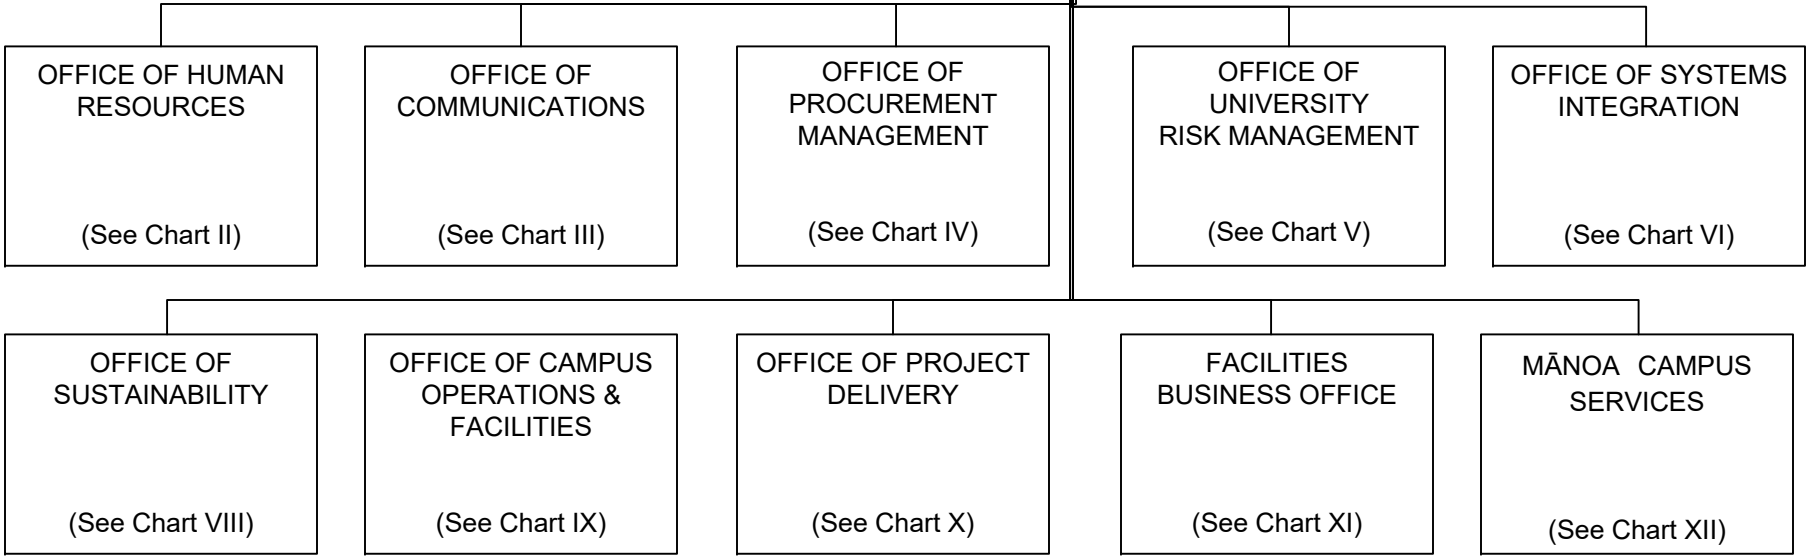 OFFICE OF HUMAN
RESOURCES
(See Chart II)
OFFICE OF
COMMUNICATIONS
(See Chart III)
OFFICE OF
PROCUREMENT
MANAGEMENT
(See Chart IV)
OFFICE OF
UNIVERSITY
RISK MANAGEMENT
(See Chart V)
OFFICE OF SYSTEMS
INTEGRATION
(See Chart VI)
OFFICE OF
SUSTAINABILITY
(See Chart VIII)
OFFICE OF CAMPUS
OPERATIONS &
FACILITIES
(See Chart IX)
OFFICE OF PROJECT
DELIVERY
(See Chart X)
FACILITIES
BUSINESS OFFICE
(See Chart XI)
MĀNOA CAMPUS
SERVICES
(See Chart XII)